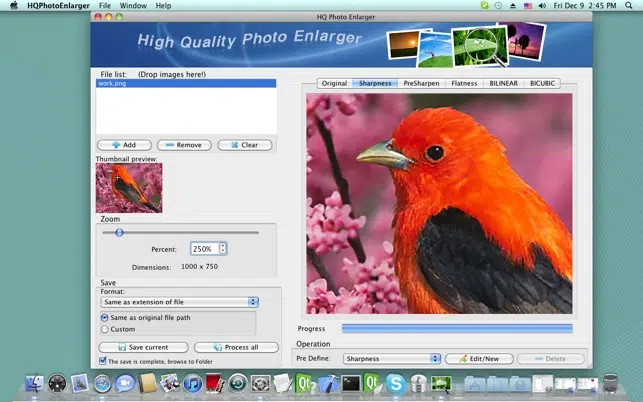 HQPhotoEnlarger File Window Help Fri Dec 9 2:45 PM
HQ Photo Enlarger
High Quality Photo Enlarger
File list: (Drop images here!)
work.png
Original Sharpness PreSharpen Flatness BILINEAR BICUBIC
Add Remove Clear
Thumbnail preview:
Zoom
Percent: 250%
Dimensions: 1000 x 750
Save
Format:
Same as extension of file
Same as original file path
Custom
Save current Process all
The save is complete, browse to Folder
Progress
Operation
Pre Define: Sharpness Edit/New Delete
Qt Qt